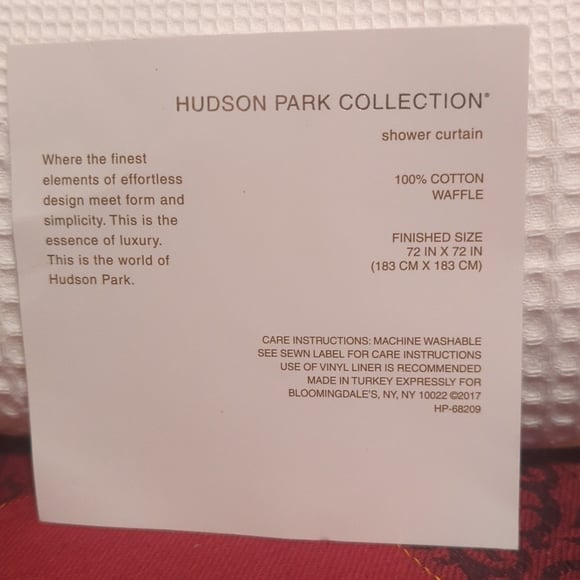 HUDSON PARK COLLECTION®
shower curtain
Where the finest
elements of effortless
design meet form and
simplicity. This is the
essence of luxury.
This is the world of
Hudson Park.
100% COTTON
WAFFLE
FINISHED SIZE
72 IN X 72 IN
(183 CM X 183 CM)
CARE INSTRUCTIONS: MACHINE WASHABLE
SEE SEWN LABEL FOR CARE INSTRUCTIONS
USE OF VINYL LINER IS RECOMMENDED
MADE IN TURKEY EXPRESSLY FOR
BLOOMINGDALE'S, NY, NY 10022 ©2017
HP-68209